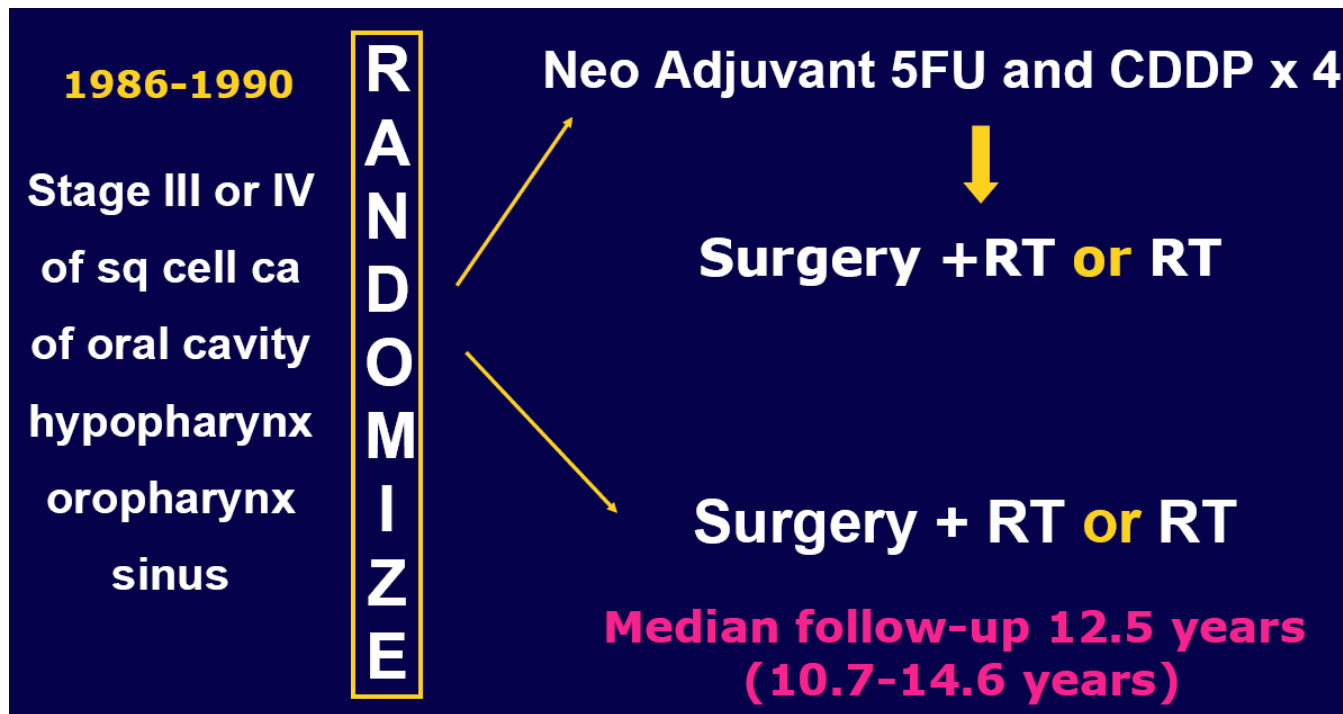 1986-1990
Stage III or IV
of sq cell ca
of oral cavity
hypopharynx
oropharynx
sinus
R
A
N
D
O
M
I
Z
E
Neo Adjuvant 5FU and CDDP x 4
Surgery +RT or RT
Surgery + RT or RT
Median follow-up 12.5 years
(10.7-14.6 years)